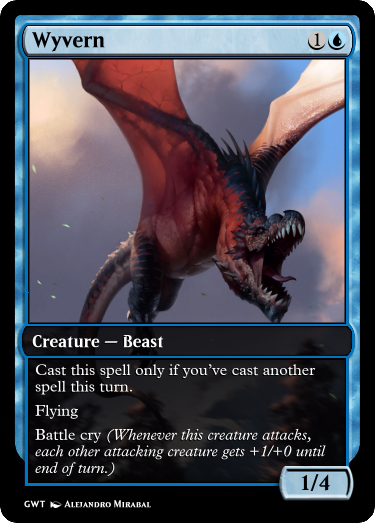 Wyvern 1
Creature — Beast
Cast this spell only if you've cast another
spell this turn.
Flying
Battle cry (Whenever this creature attacks,
each other attacking creature gets +1/+0 until
end of turn.)
1/4
GWT Alejandro Mirabal